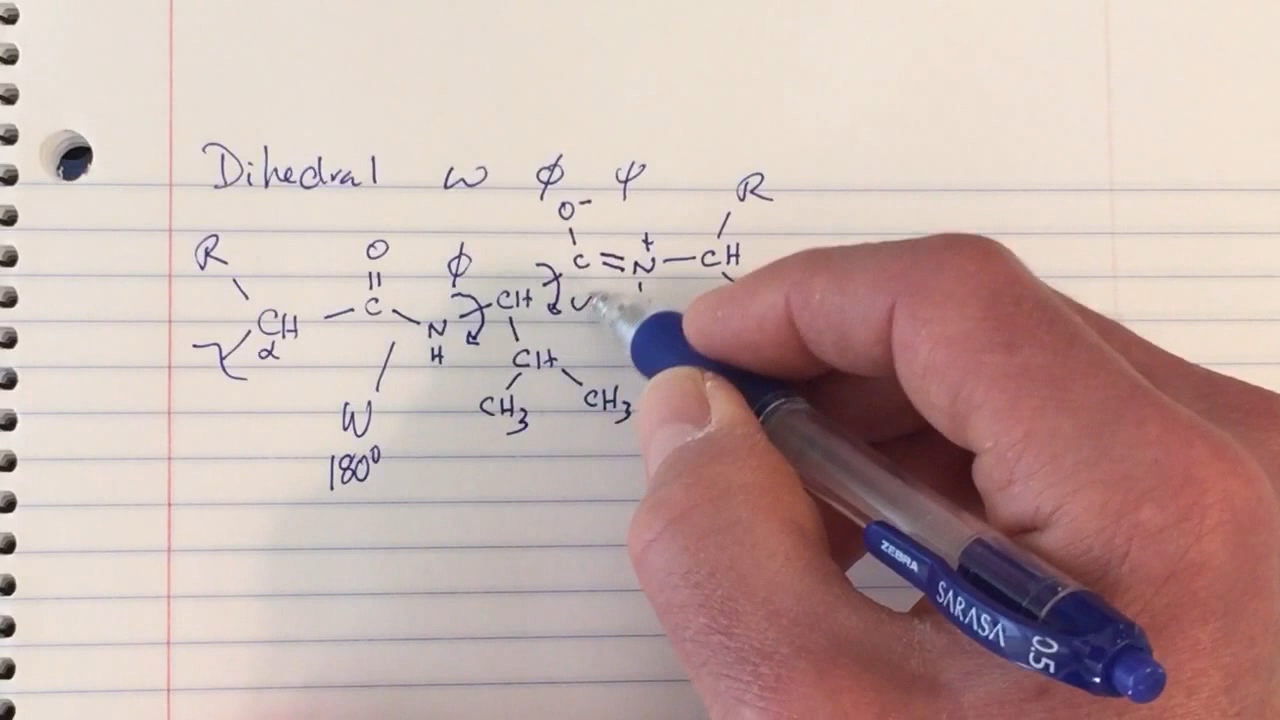 Dihedral ω ϕ ψ
R
O⁻
R O ϕ C = N⁺ — CH
CH — C CH
α N
H CH
W CH₃ CH₃
180°
ZEBRA
SARASA
0.5